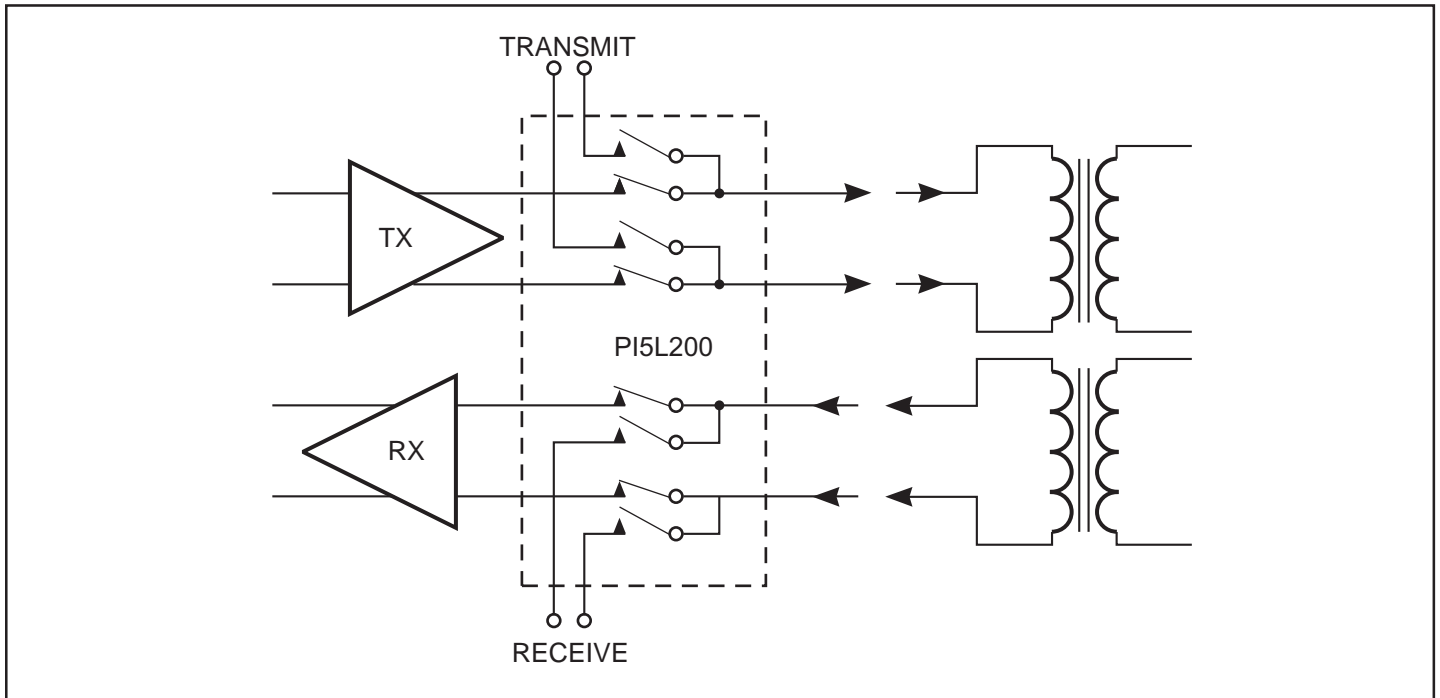 TRANSMIT
TX
PI5L200
RX
RECEIVE